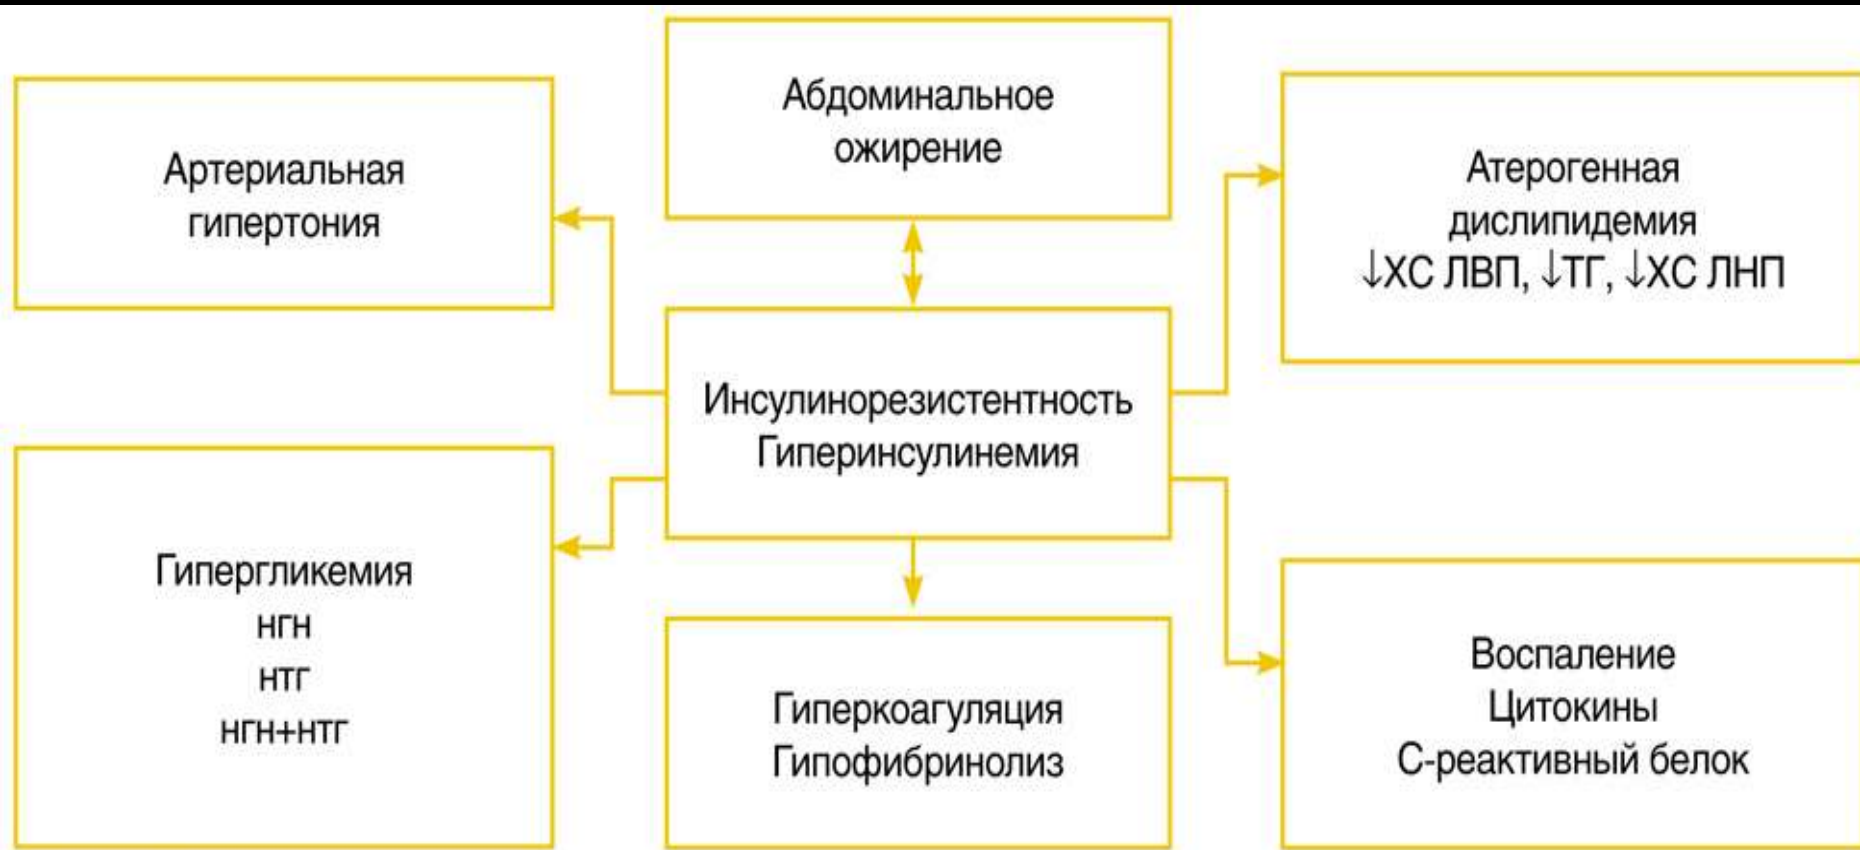 Абдоминальное
ожирение
Артериальная
гипертония
Атерогенная
дислипидемия
↓ХС ЛВП, ↓ТГ, ↓ХС ЛНП
Инсулинорезистентность
Гиперинсулинемия
Гипергликемия
НГН
НТГ
НГН+НТГ
Гиперкоагуляция
Гипофибринолиз
Воспаление
Цитокины
С-реактивный белок